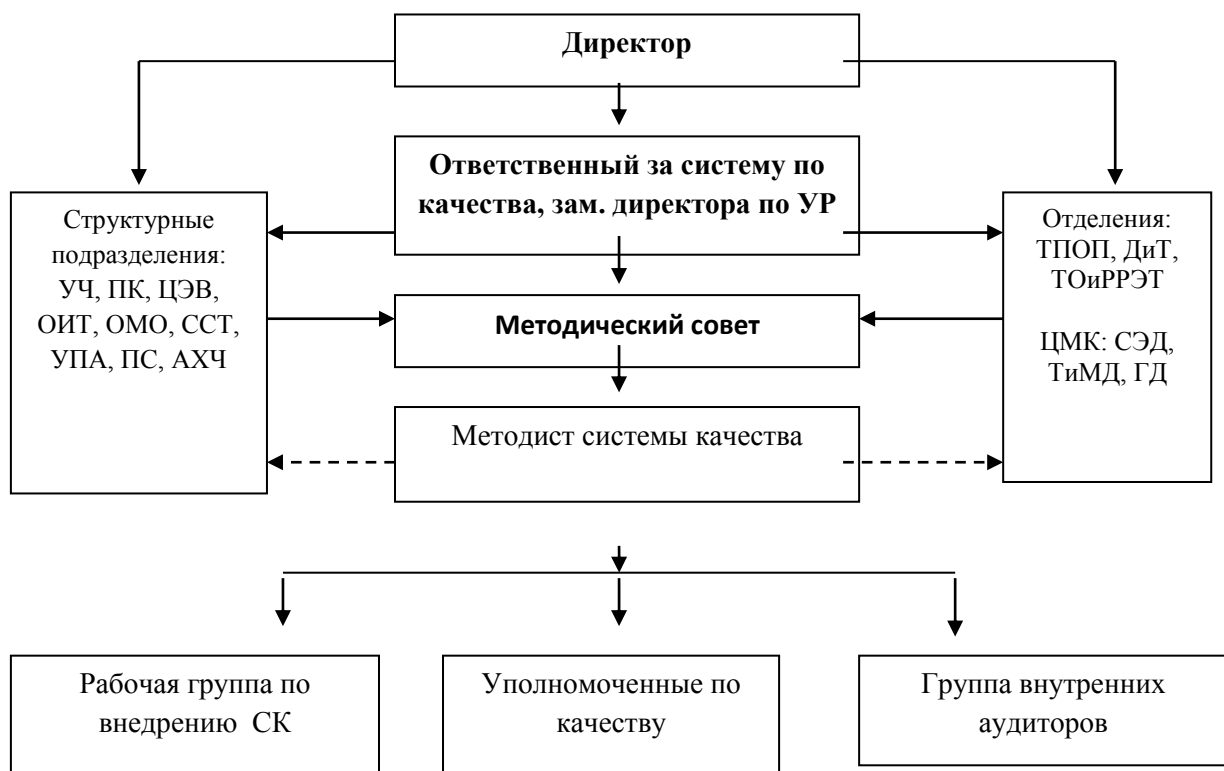 Директор
Ответственный за систему по
качества, зам. директора по УР
Структурные
подразделения:
УЧ, ПК, ЦЭВ,
ОИТ, ОМО, ССТ,
УПА, ПС, АХЧ
Отделения:
ТПОП, ДиТ,
ТОиРРЭТ
ЦМК: СЭД,
ТиМД, ГД
Методический совет
Методист системы качества
Рабочая группа по
внедрению СК
Уполномоченные по
качеству
Группа внутренних
аудиторов